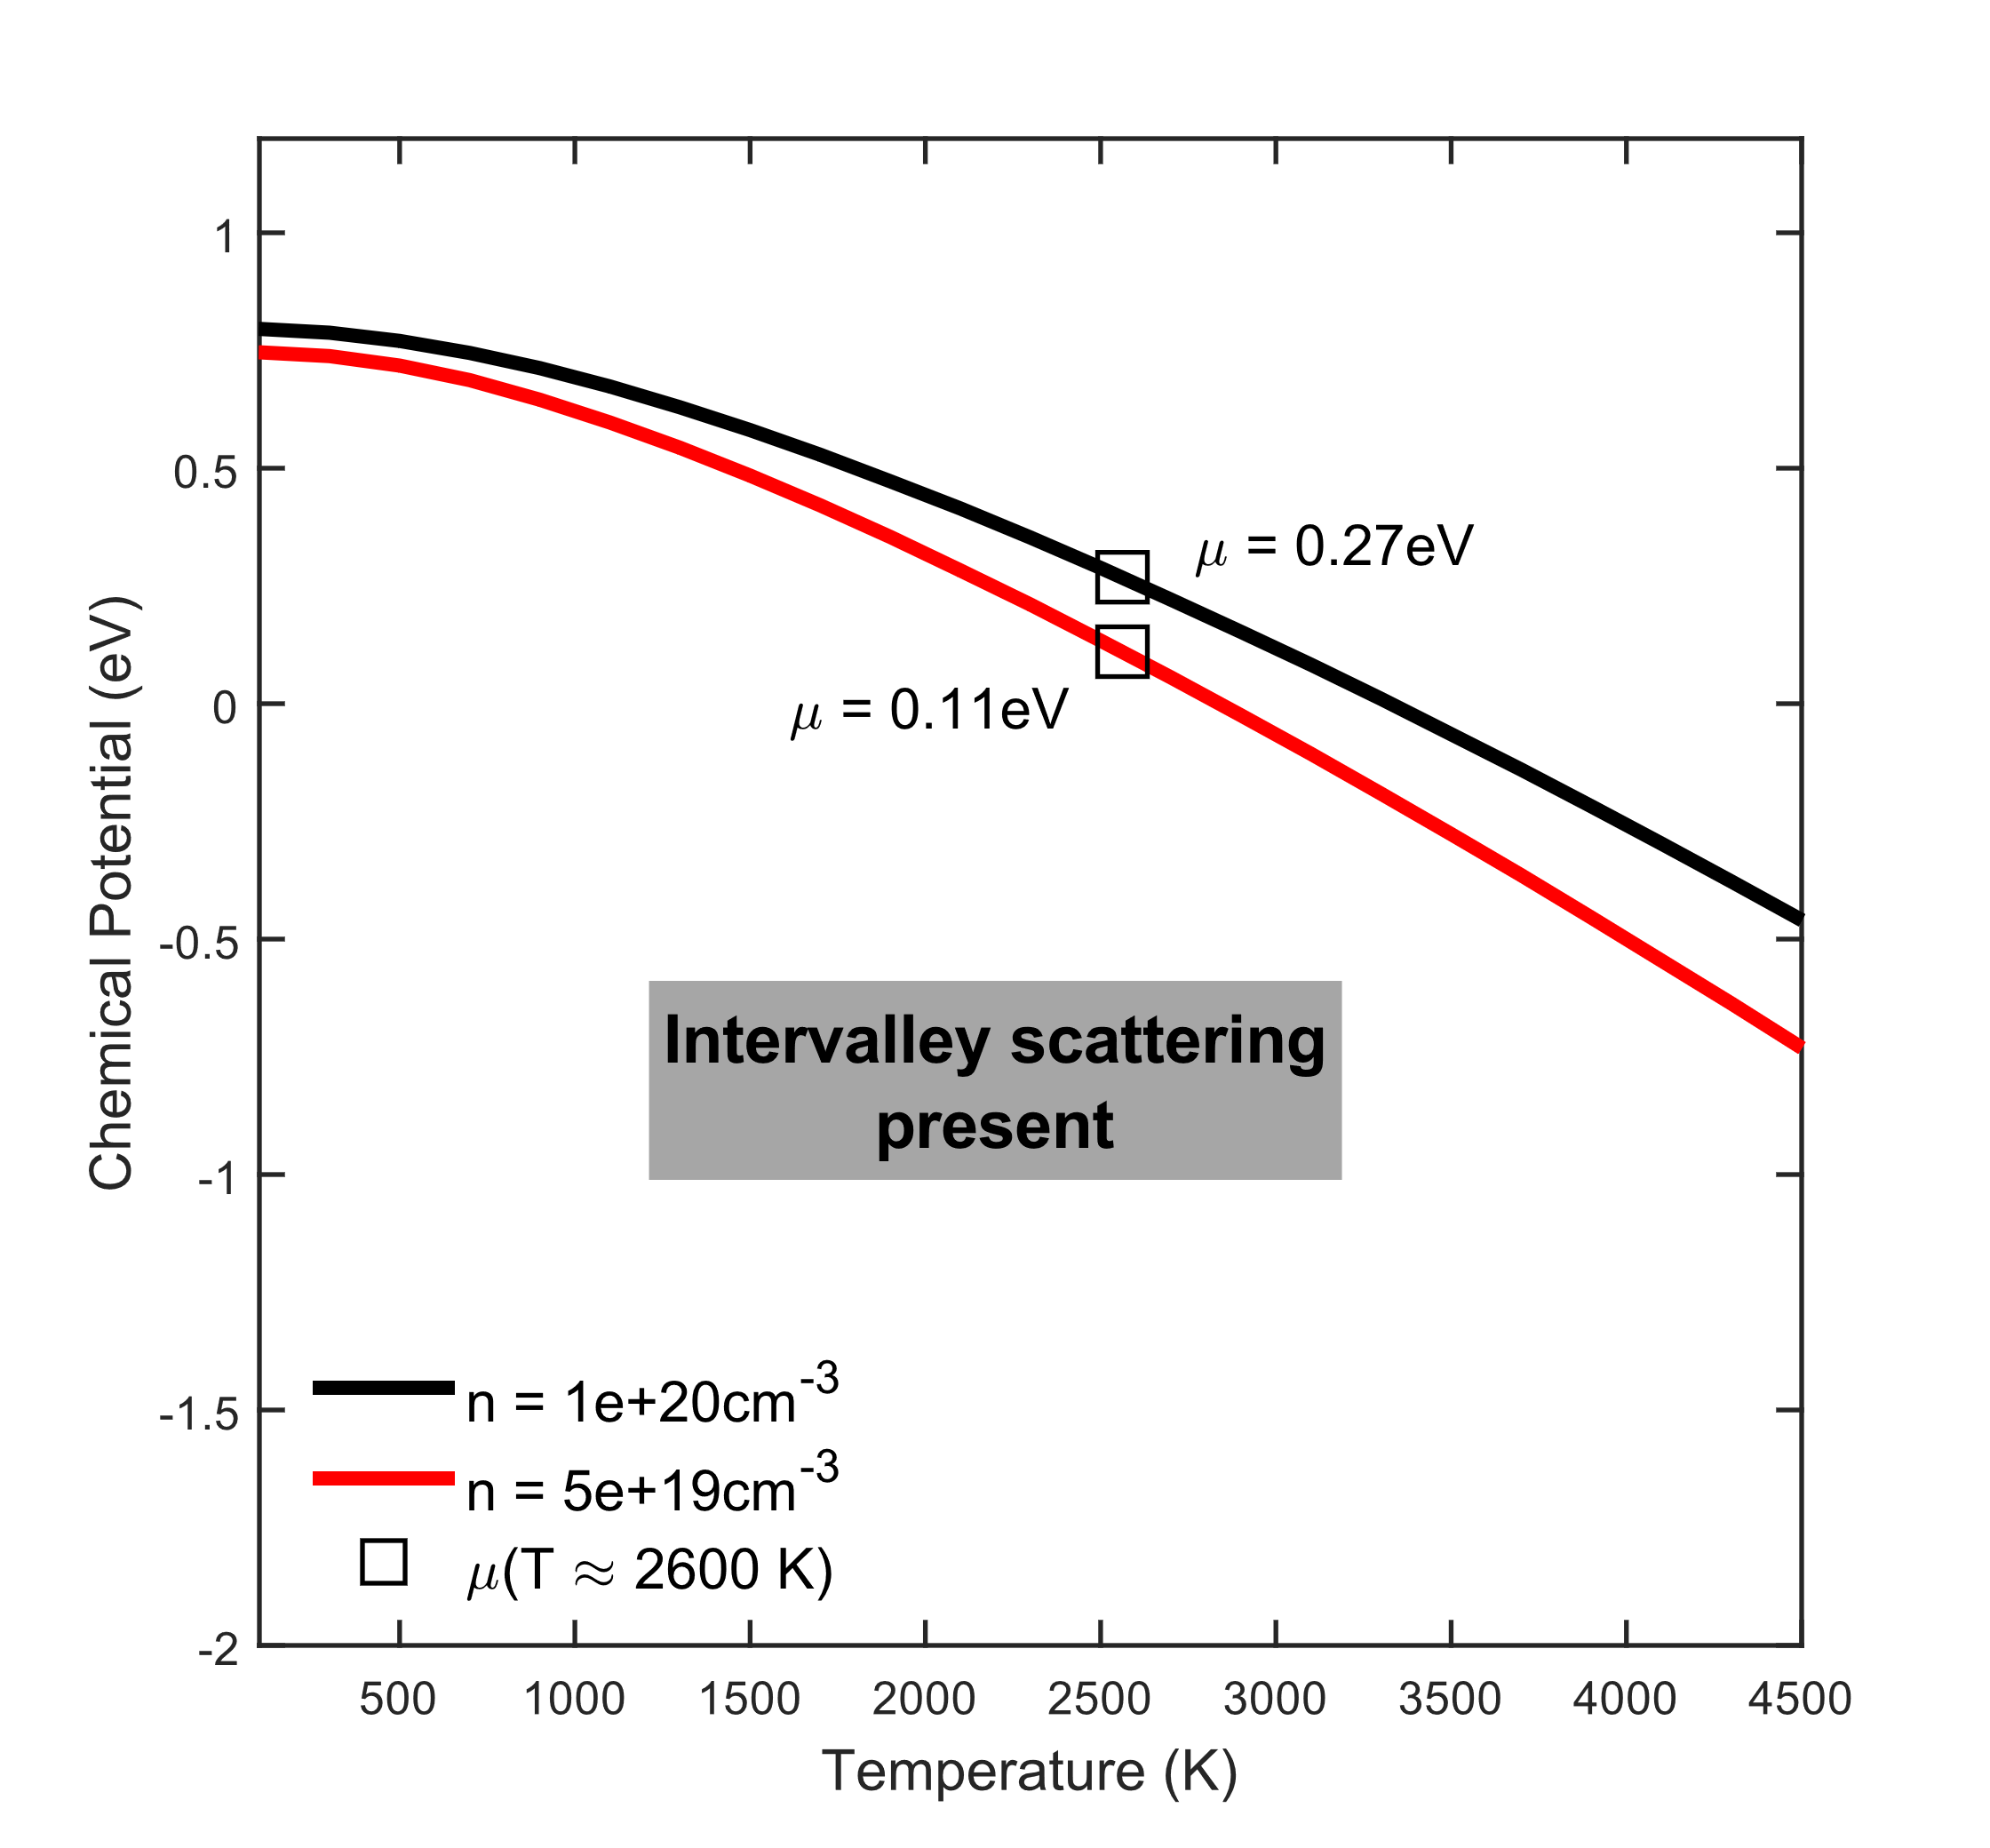 1
0.5
0
-0.5
-1
-1.5
-2
Chemical Potential (eV)
μ = 0.27eV
μ = 0.11eV
Intervalley scattering
present
n = 1e+20cm⁻³
n = 5e+19cm⁻³
μ(T ≈ 2600 K)
500 1000 1500 2000 2500 3000 3500 4000 4500
Temperature (K)